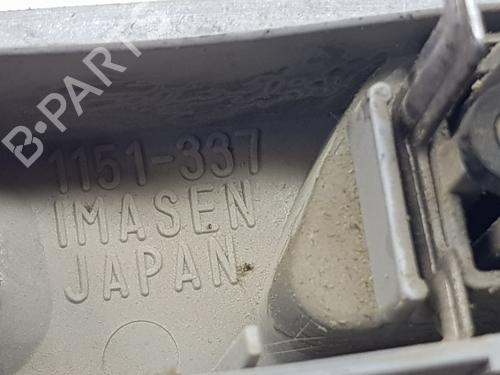 B-PARTS
1151-337
IMASEN
JAPAN